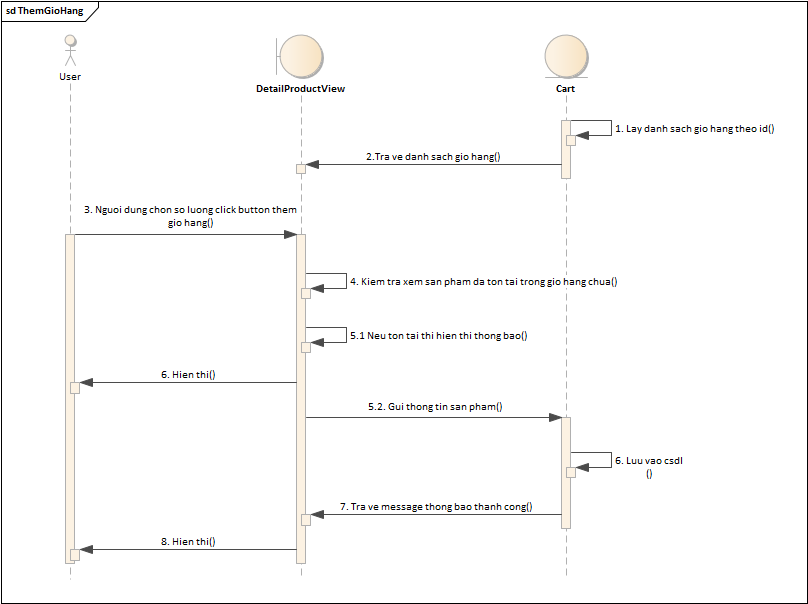 sd ThemGioHang
User
DetailProductView
Cart
1. Lay danh sach gio hang theo id()
2.Tra ve danh sach gio hang()
3. Nguoi dung chon so luong click button them
gio hang()
4. Kiem tra xem san pham da ton tai trong gio hang chua()
5.1 Neu ton tai thi hien thi thong bao()
6. Hien thi()
5.2. Gui thong tin san pham()
6. Luu vao csdl
()
7. Tra ve message thong bao thanh cong()
8. Hien thi()